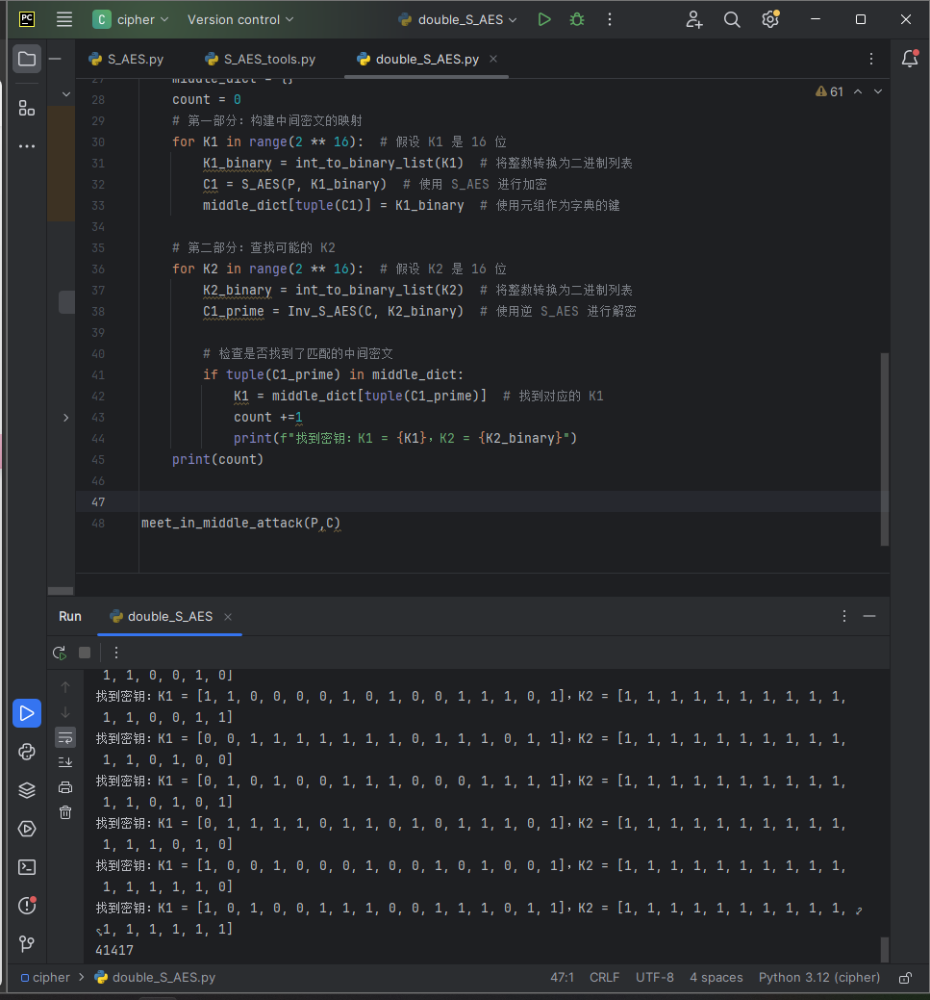 PC
C cipher Version control double_S_AES
S_AES.py S_AES_tools.py double_S_AES.py
61
27 middle_dict = {}
28 count = 0
29 # 第一部分：构建中间密文的映射
30 for K1 in range(2 ** 16):  # 假设 K1 是 16 位
31 K1_binary = int_to_binary_list(K1)  # 将整数转换为二进制列表
32 C1 = S_AES(P, K1_binary)  # 使用 S_AES 进行加密
33 middle_dict[tuple(C1)] = K1_binary  # 使用元组作为字典的键
34
35 # 第二部分：查找可能的 K2
36 for K2 in range(2 ** 16):  # 假设 K2 是 16 位
37 K2_binary = int_to_binary_list(K2)  # 将整数转换为二进制列表
38 C1_prime = Inv_S_AES(C, K2_binary)  # 使用逆 S_AES 进行解密
39
40 # 检查是否找到了匹配的中间密文
41 if tuple(C1_prime) in middle_dict:
42 K1 = middle_dict[tuple(C1_prime)]  # 找到对应的 K1
43 count +=1
44 print(f"找到密钥：K1 = {K1}，K2 = {K2_binary}")
45 print(count)
46
47
48 meet_in_middle_attack(P,C)
Run double_S_AES
1, 1, 0, 0, 1, 0]
找到密钥：K1 = [1, 1, 0, 0, 0, 0, 1, 0, 1, 0, 0, 1, 1, 1, 0, 1]，K2 = [1, 1, 1, 1, 1, 1, 1, 1, 1, 1,
1, 1, 0, 0, 1, 1]
找到密钥：K1 = [0, 0, 1, 1, 1, 1, 1, 1, 1, 0, 1, 1, 1, 0, 1, 1]，K2 = [1, 1, 1, 1, 1, 1, 1, 1, 1, 1,
1, 1, 0, 1, 0, 0]
找到密钥：K1 = [0, 1, 0, 1, 0, 0, 1, 1, 0, 1, 0, 0, 0, 0, 1, 1]，K2 = [1, 1, 1, 1, 1, 1, 1, 1, 1, 1,
1, 1, 0, 1, 0, 1]
找到密钥：K1 = [0, 1, 1, 1, 1, 0, 1, 1, 0, 1, 0, 1, 1, 1, 0, 1]，K2 = [1, 1, 1, 1, 1, 1, 1, 1, 1, 1,
1, 1, 1, 0, 1, 0]
找到密钥：K1 = [1, 0, 0, 1, 0, 0, 0, 1, 0, 0, 1, 0, 1, 0, 0, 1]，K2 = [1, 1, 1, 1, 1, 1, 1, 1, 1, 1,
1, 1, 1, 1, 1, 0]
找到密钥：K1 = [1, 0, 1, 0, 0, 1, 1, 1, 0, 0, 1, 1, 1, 0, 1, 1]，K2 = [1, 1, 1, 1, 1, 1, 1, 1, 1, 1,
1, 1, 1, 1, 1, 1]
41417
cipher double_S_AES.py 47:1 CRLF UTF-8 4 spaces Python 3.12 (cipher)